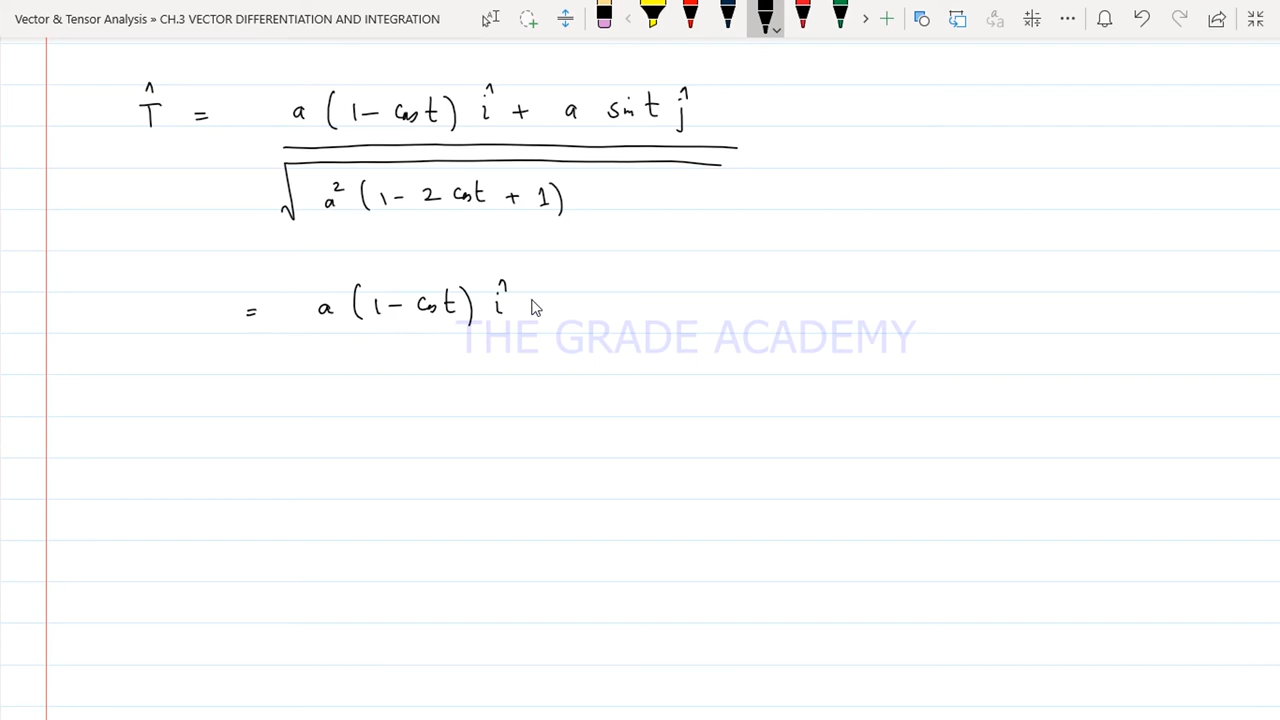 Vector & Tensor Analysis » CH.3 VECTOR DIFFERENTIATION AND INTEGRATION
T̂ = a (1 - cos t) î + a sin t ĵ
√ a² (1 - 2 cos t + 1)
= a (1 - cos t) î
THE GRADE ACADEMY